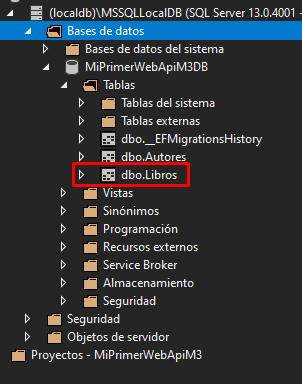 (localdb)\MSSQLLocalDB (SQL Server 13.0.4001 -
Bases de datos
Bases de datos del sistema
MiPrimerWebApiM3DB
Tablas
Tablas del sistema
Tablas externas
dbo.__EFMigrationsHistory
dbo.Autores
dbo.Libros
Vistas
Sinónimos
Programación
Recursos externos
Service Broker
Almacenamiento
Seguridad
Seguridad
Objetos de servidor
Proyectos - MiPrimerWebApiM3